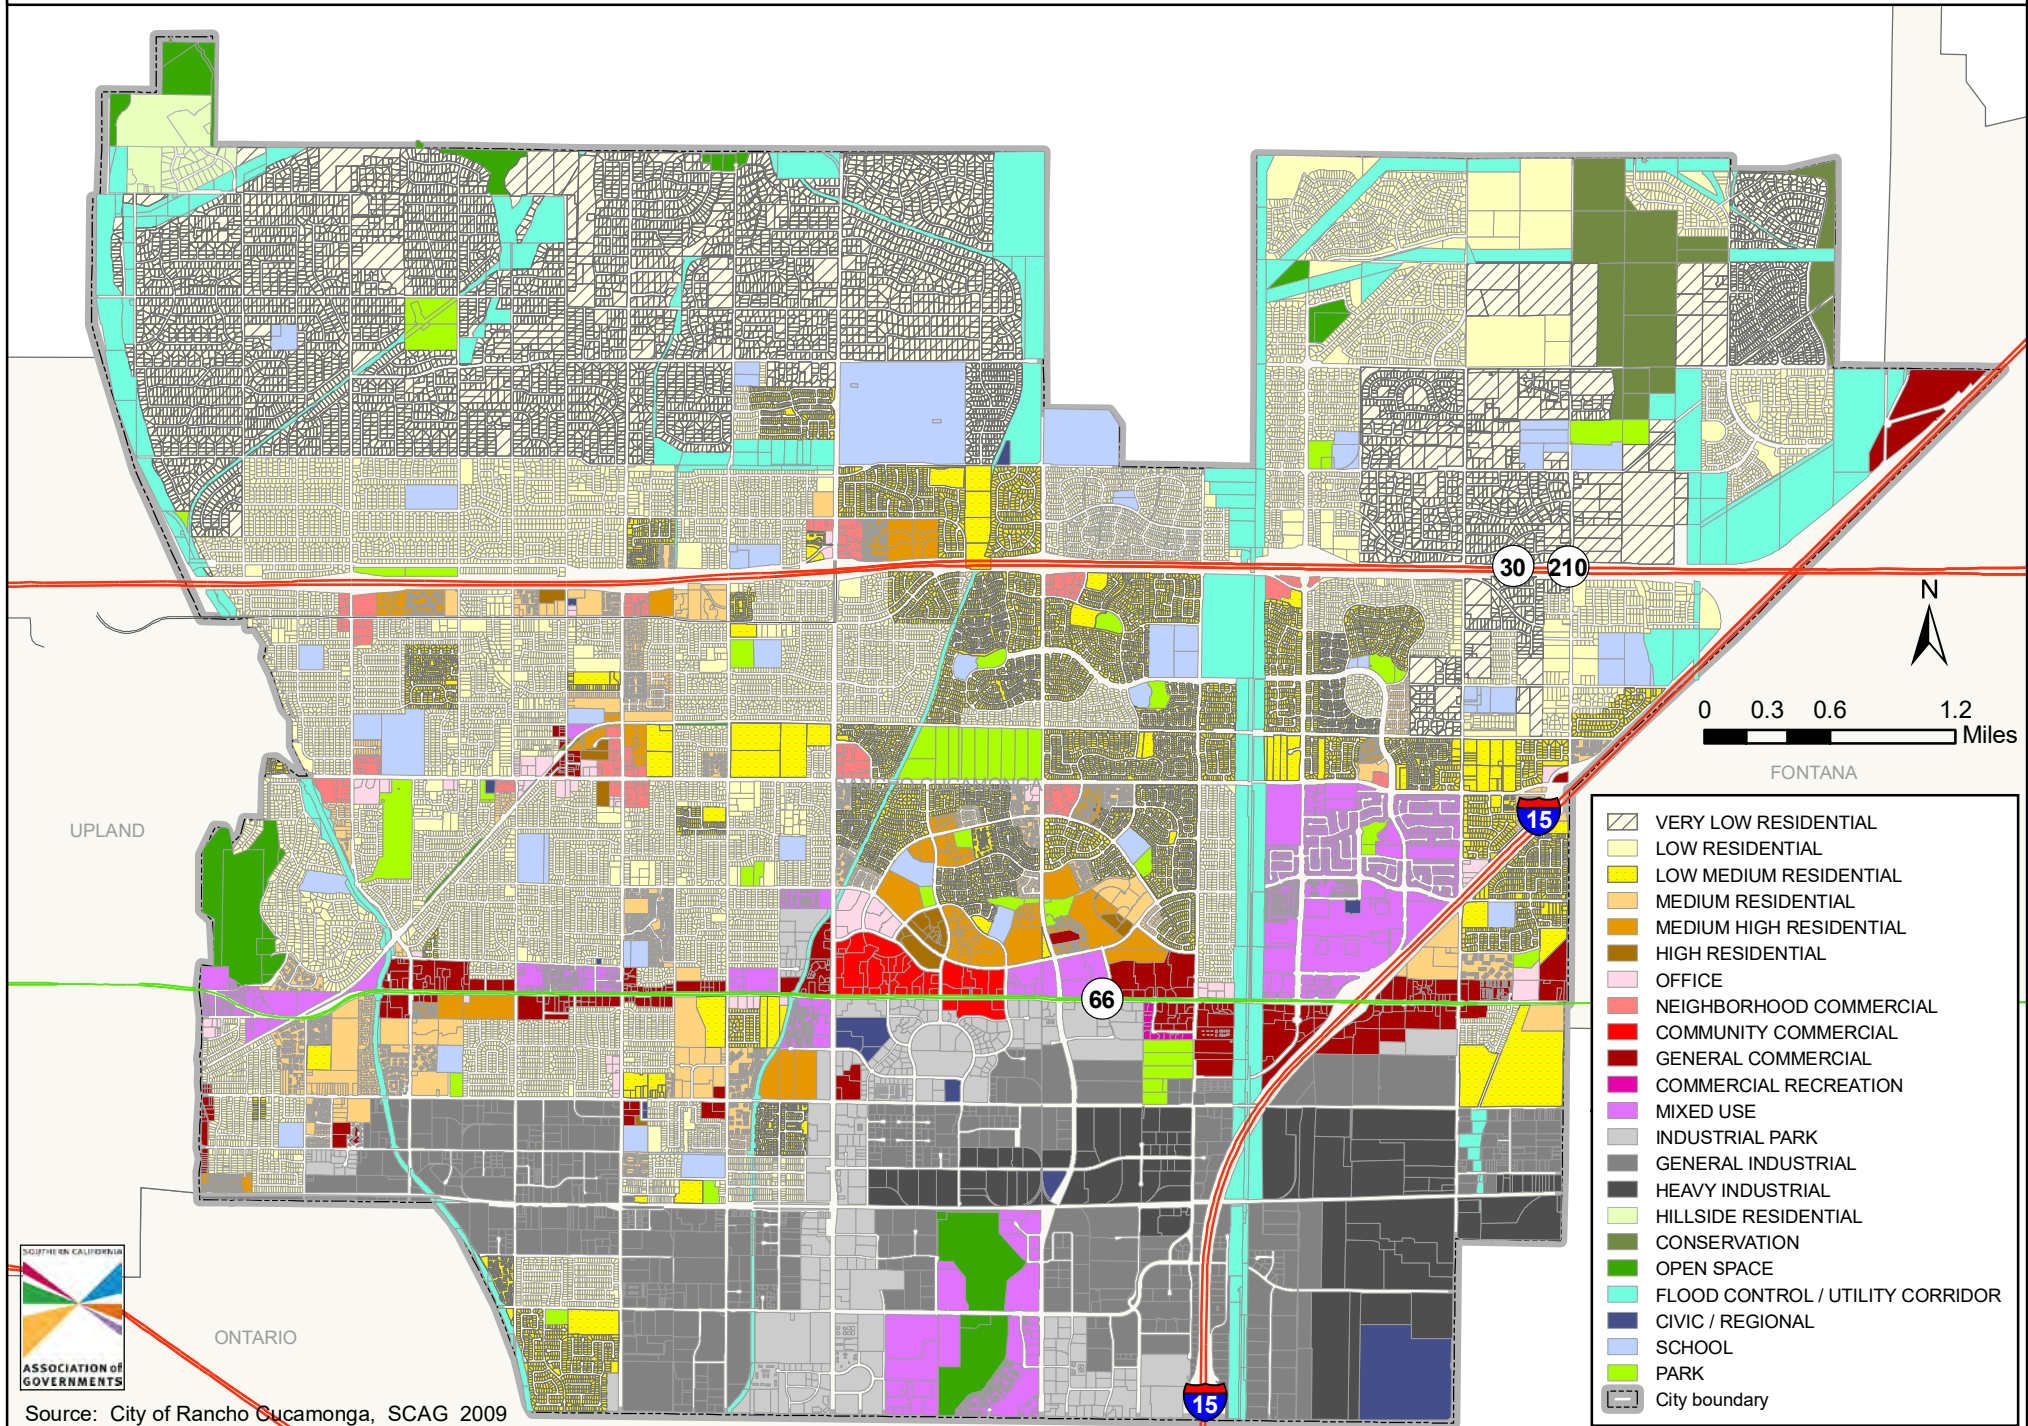 30
210
N
0 0.3 0.6 1.2
Miles
RANCHO CUCAMONGA
FONTANA
UPLAND
15
66
ONTARIO
15
VERY LOW RESIDENTIAL
LOW RESIDENTIAL
LOW MEDIUM RESIDENTIAL
MEDIUM RESIDENTIAL
MEDIUM HIGH RESIDENTIAL
HIGH RESIDENTIAL
OFFICE
NEIGHBORHOOD COMMERCIAL
COMMUNITY COMMERCIAL
GENERAL COMMERCIAL
COMMERCIAL RECREATION
MIXED USE
INDUSTRIAL PARK
GENERAL INDUSTRIAL
HEAVY INDUSTRIAL
HILLSIDE RESIDENTIAL
CONSERVATION
OPEN SPACE
FLOOD CONTROL / UTILITY CORRIDOR
CIVIC / REGIONAL
SCHOOL
PARK
City boundary
SOUTHERN CALIFORNIA
ASSOCIATION of
GOVERNMENTS
Source: City of Rancho Cucamonga, SCAG 2009